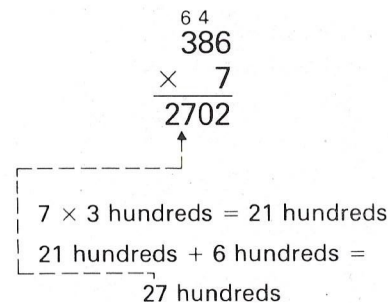 6 4
386
× 7
2702
7 × 3 hundreds = 21 hundreds
21 hundreds + 6 hundreds =
27 hundreds